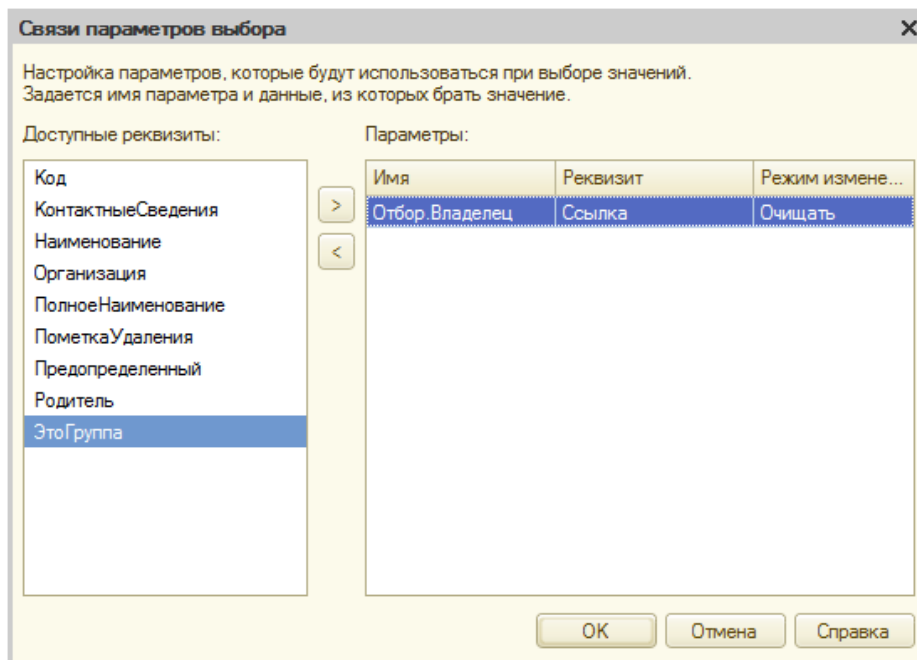 Связи параметров выбора
Настройка параметров, которые будут использоваться при выборе значений.
Задается имя параметра и данные, из которых брать значение.
Доступные реквизиты:
Код
КонтактныеСведения
Наименование
Организация
ПолноеНаименование
ПометкаУдаления
Предопределенный
Родитель
ЭтоГруппа
>
<
Параметры:
Имя Реквизит Режим измене...
Отбор.Владелец Ссылка Очищать
OK Отмена Справка